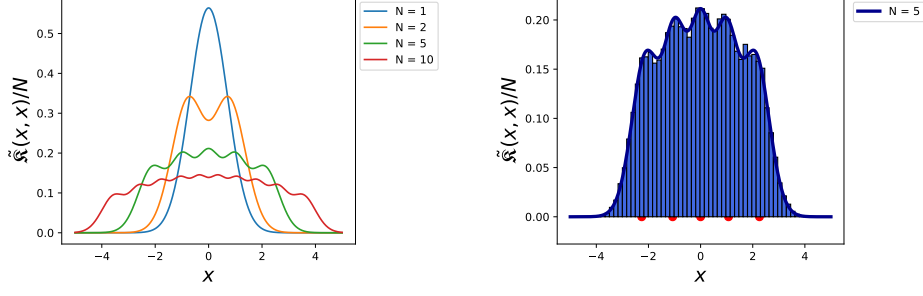 N = 1
N = 2
N = 5
N = 10
0.5
0.4
0.3
0.2
0.1
0.0
−4
−2
0
2
4
x
𝔎̃(x, x)/N
N = 5
0.20
0.15
0.10
0.05
0.00
−4
−2
0
2
4
x
𝔎̃(x, x)/N